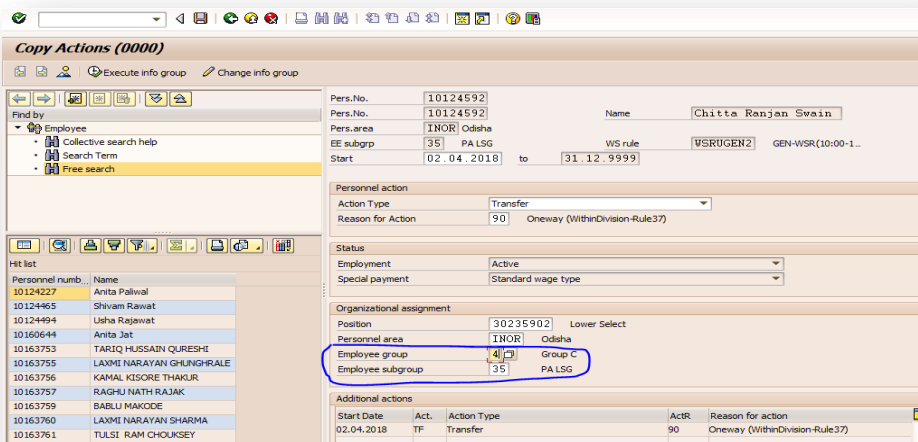 Copy Actions (0000)
Execute info group Change info group
Find by
Employee
Collective search help
Search Term
Free search
Hit list
Personnel numb... Name
10124227 Anita Paliwal
10124465 Shivam Rawat
10124494 Usha Rajawat
10160644 Anita Jat
10163753 TARIQ HUSSAIN QURESHI
10163755 LAXMI NARAYAN GHUNGHRALE
10163756 KAMAL KISORE THAKUR
10163757 RAGHU NATH RAJAK
10163759 BABLU MAKODE
10163760 LAXMI NARAYAN SHARMA
10163761 TULSI RAM CHOUKSEY
Pers.No. 10124592
Pers.No. 10124592 Name Chitta Ranjan Swain
Pers.area INOR Odisha
EE subgrp 35 PA LSG WS rule WSRUGEN2 GEN-WSR(10:00-1...
Start 02.04.2018 to 31.12.9999
Personnel action
Action Type Transfer
Reason for Action 90 Oneway (WithinDivision-Rule37)
Status
Employment Active
Special payment Standard wage type
Organizational assignment
Position 30235902 Lower Select
Personnel area INOR Odisha
Employee group 4 Group C
Employee subgroup 35 PA LSG
Additional actions
Start Date Act. Action Type ActR Reason for action
02.04.2018 TF Transfer 90 Oneway (WithinDivision-Rule37)